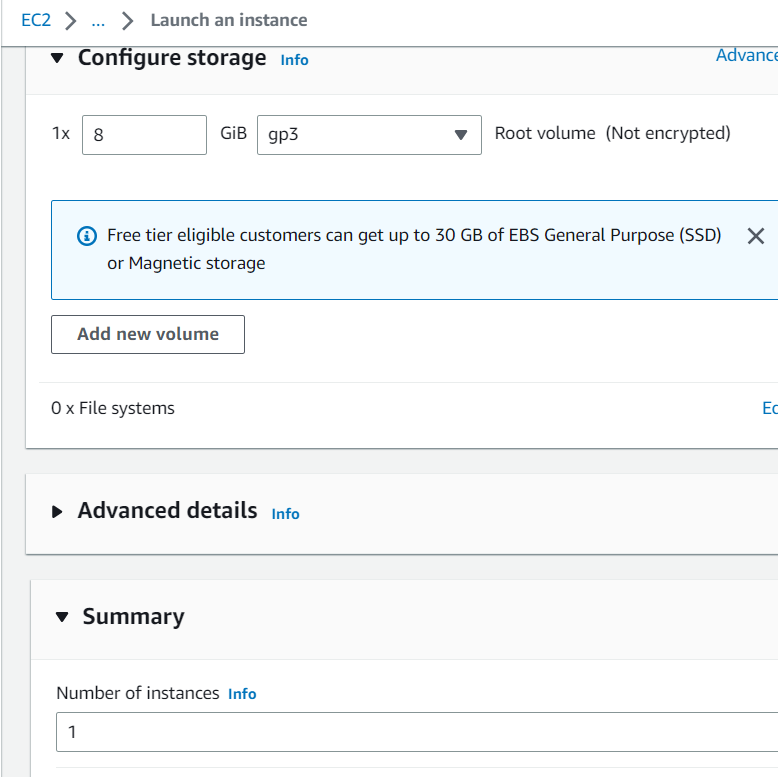 EC2 > ... > Launch an instance
Configure storage Info
Advance
1x 8 GiB gp3 Root volume (Not encrypted)
Free tier eligible customers can get up to 30 GB of EBS General Purpose (SSD)
or Magnetic storage
Add new volume
0 x File systems
Advanced details Info
Summary
Number of instances Info
1